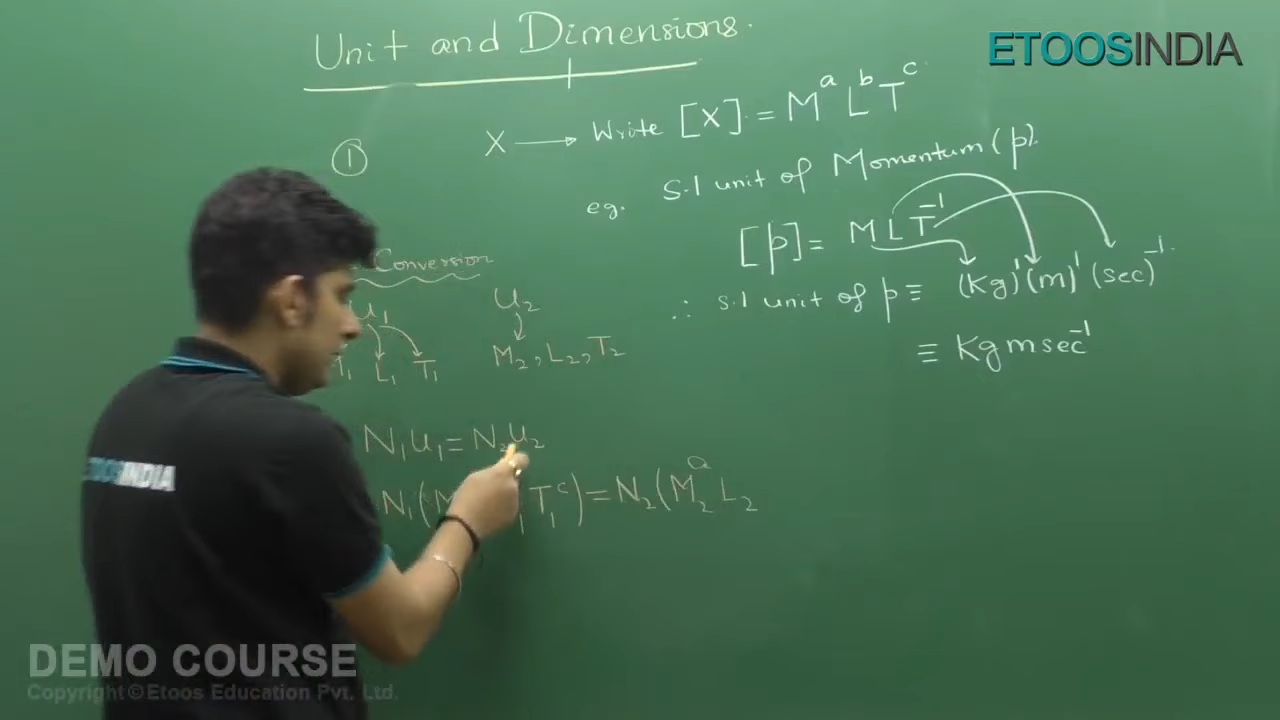 Unit and Dimensions.
ETOOSINDIA
X → Write [X] = M^a L^b T^c
①
eg. S.I unit of Momentum (p).
[p] = M L T^-1
∴ S.I unit of p ≡ (Kg)^1 (m)^1 (sec)^-1
≡ Kg m sec^-1
Conversion
U1 U2
M1 L1 T1 M2, L2, T2
N1U1 = N2U2
N1(M T1^c) = N2(M2^a L2
ETOOSINDIA
DEMO COURSE
Copyright © Etoos Education Pvt. Ltd.